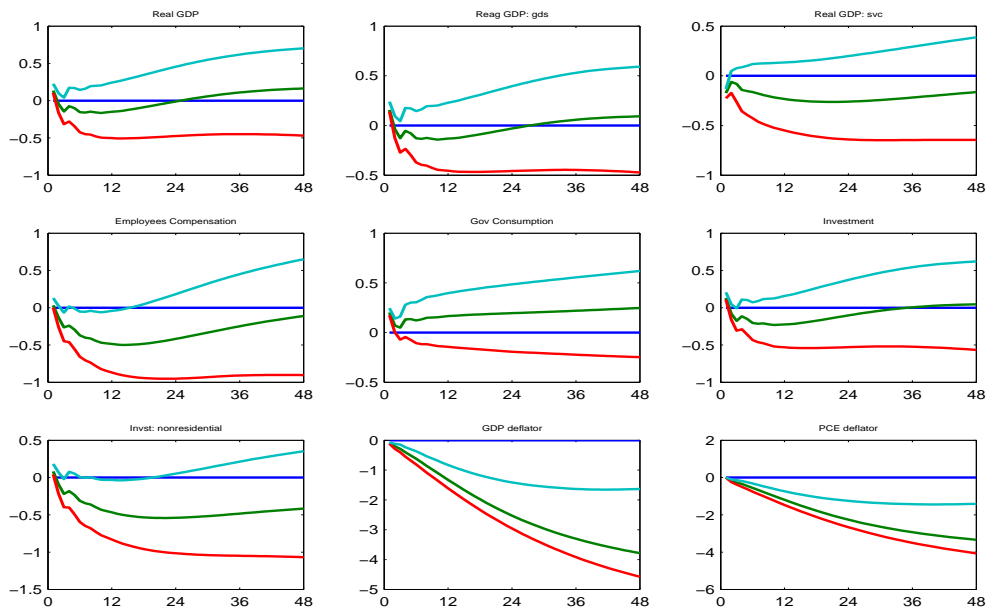 Real GDP
Reag GDP: gds
Real GDP: svc
1
0.5
0
−0.5
−1
0 12 24 36 48
1
0.5
0
−0.5
−1
0 12 24 36 48
0.5
0
−0.5
−1
0 12 24 36 48
Employees Compensation
Gov Consumption
Investment
1
0.5
0
−0.5
−1
0 12 24 36 48
1
0.5
0
−0.5
0 12 24 36 48
1
0.5
0
−0.5
−1
0 12 24 36 48
Invst: nonresidential
GDP deflator
PCE deflator
0.5
0
−0.5
−1
−1.5
0 12 24 36 48
0
−1
−2
−3
−4
−5
0 12 24 36 48
2
0
−2
−4
−6
0 12 24 36 48